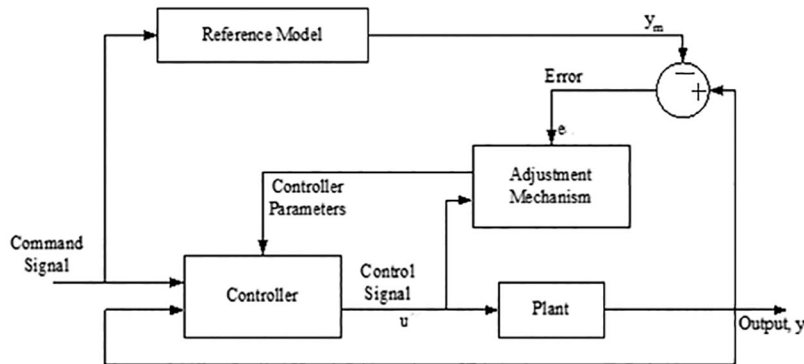 Reference Model
y_m
−
+
Error
e
Adjustment
Mechanism
Controller
Parameters
Command
Signal
Controller
Control
Signal
u
Plant
Output, y